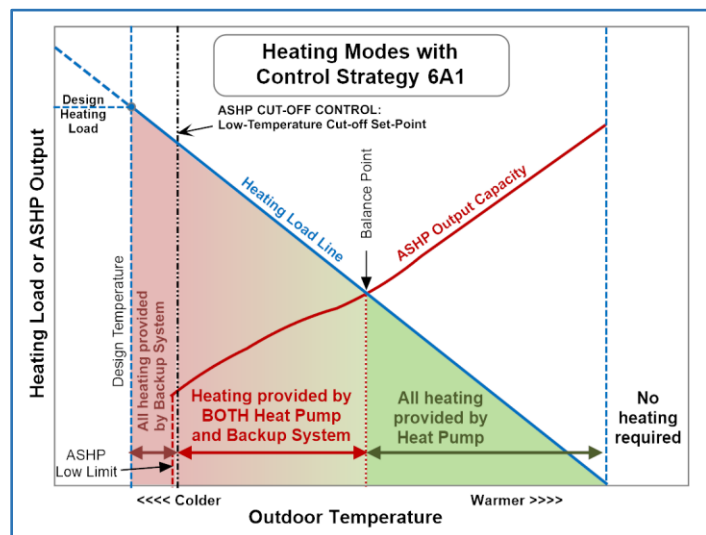 Heating Modes with
Control Strategy 6A1
Design
Heating
Load
ASHP CUT-OFF CONTROL:
Low-Temperature Cut-off Set-Point
Heating Load Line
Balance Point
ASHP Output Capacity
Heating Load or ASHP Output
Design Temperature
All heating provided
by Backup System
Heating provided by
BOTH Heat Pump
and Backup System
All heating
provided by
Heat Pump
No
heating
required
ASHP
Low Limit
<<<< Colder
Warmer >>>>
Outdoor Temperature